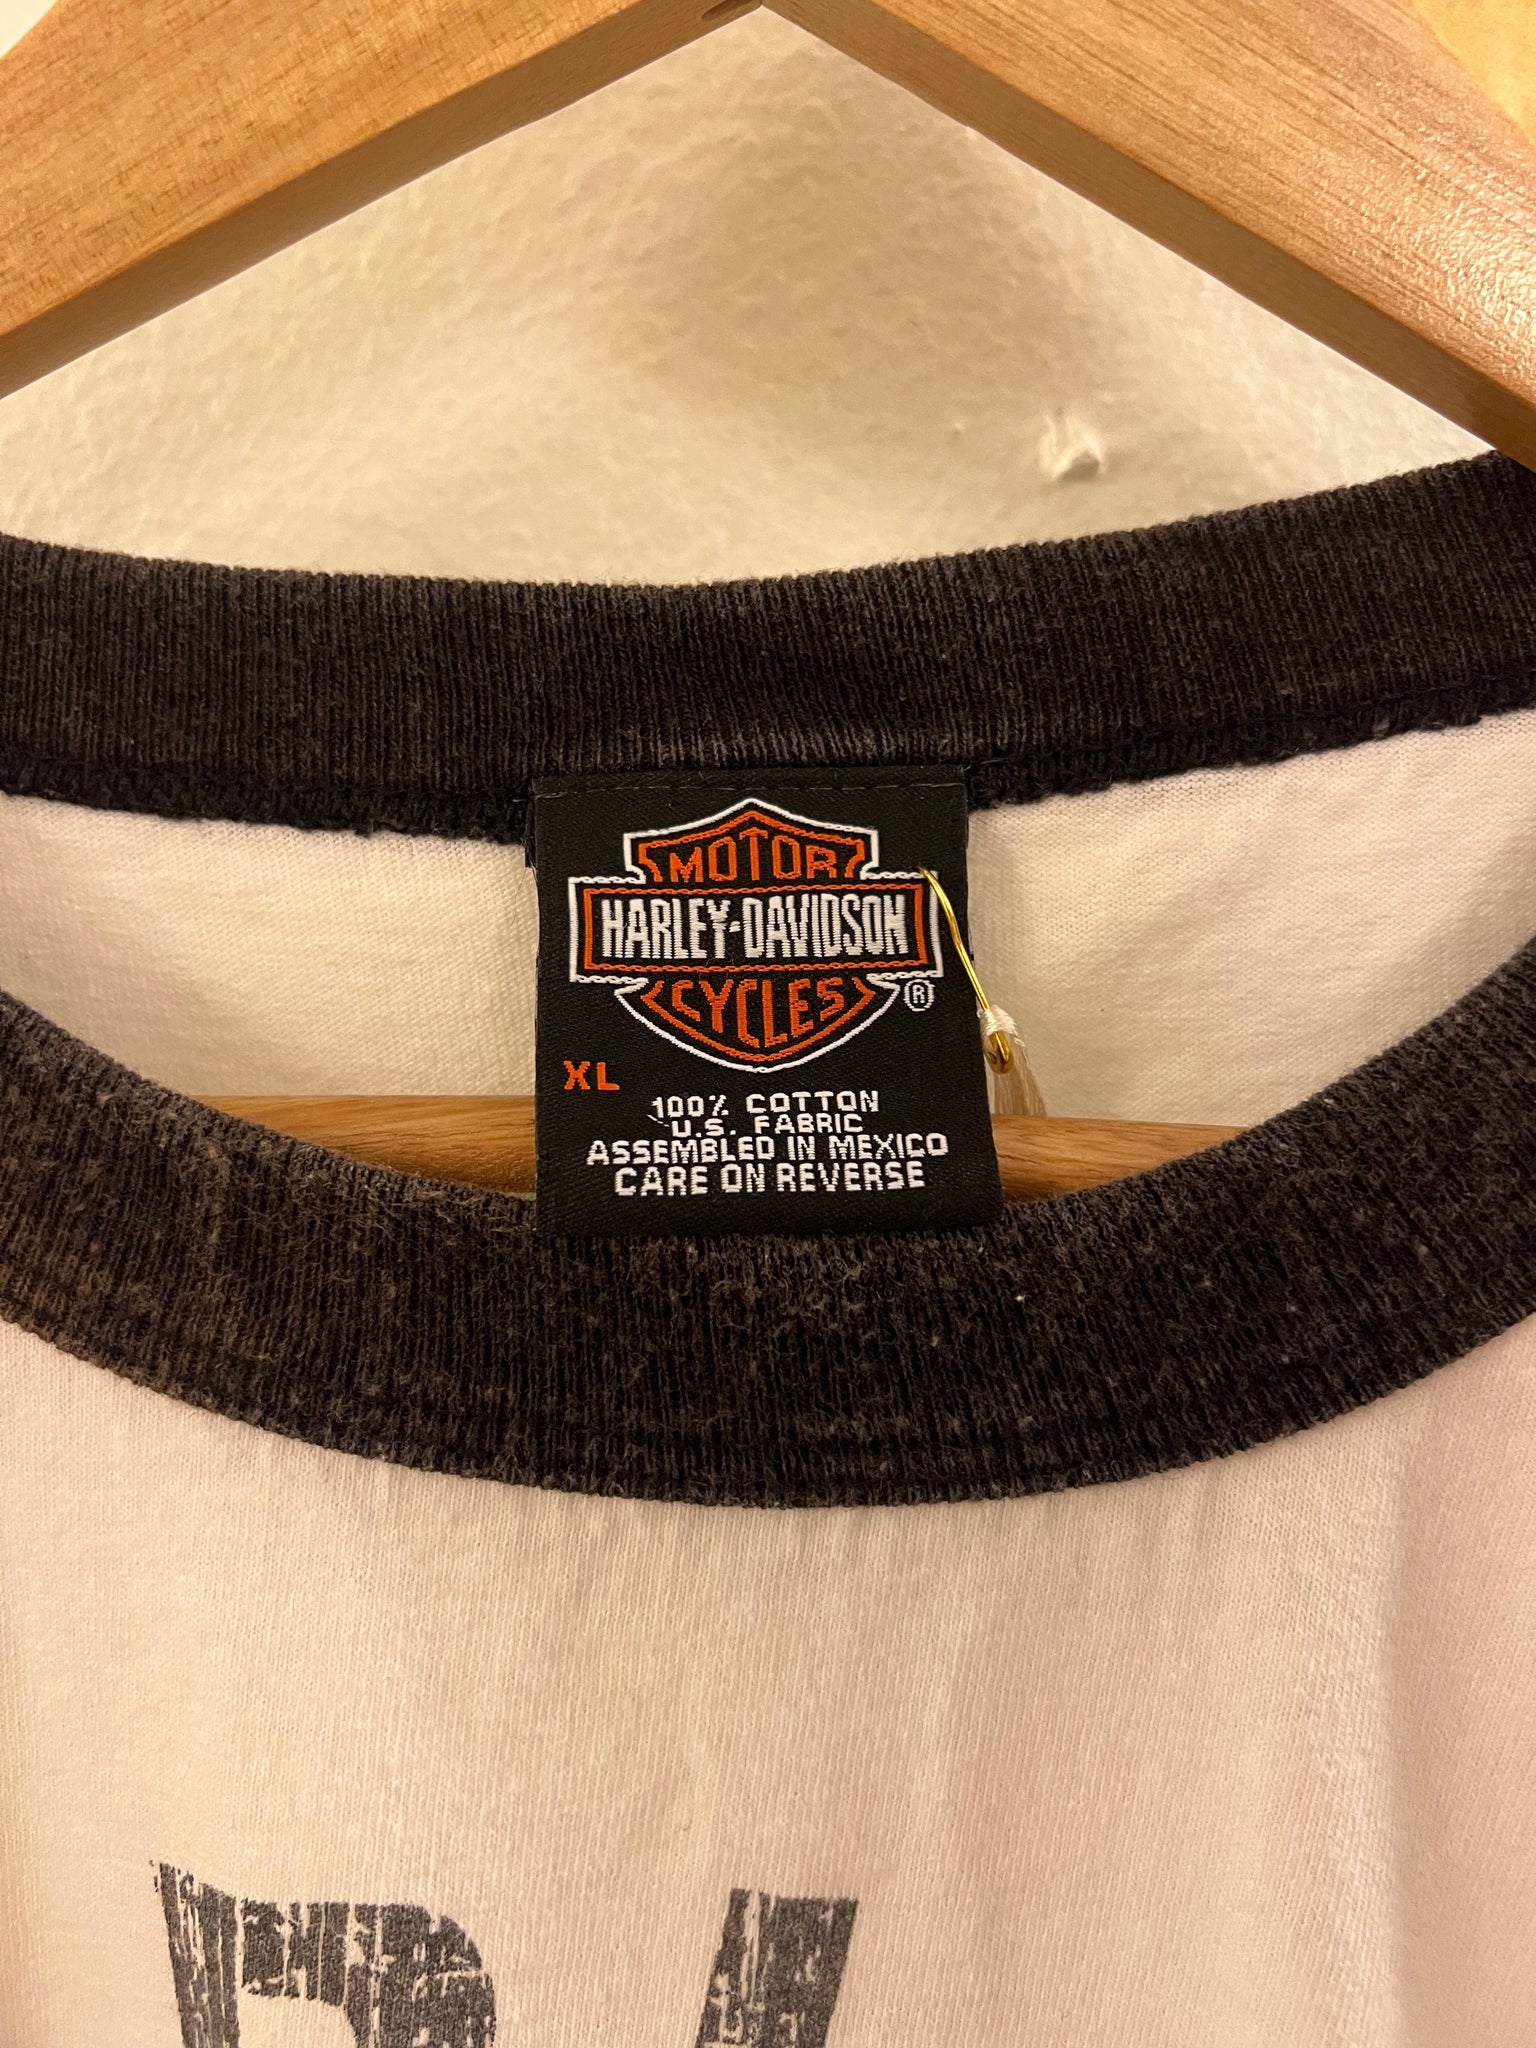 MOTOR
HARLEY-DAVIDSON
CYCLES ®
XL
100% COTTON
U.S. FABRIC
ASSEMBLED IN MEXICO
CARE ON REVERSE